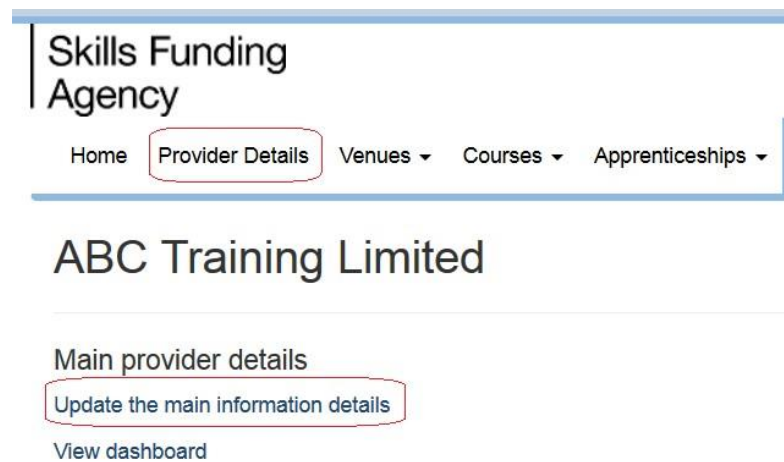 Skills Funding
Agency
Home Provider Details Venues Courses Apprenticeships
ABC Training Limited
Main provider details
Update the main information details
View dashboard